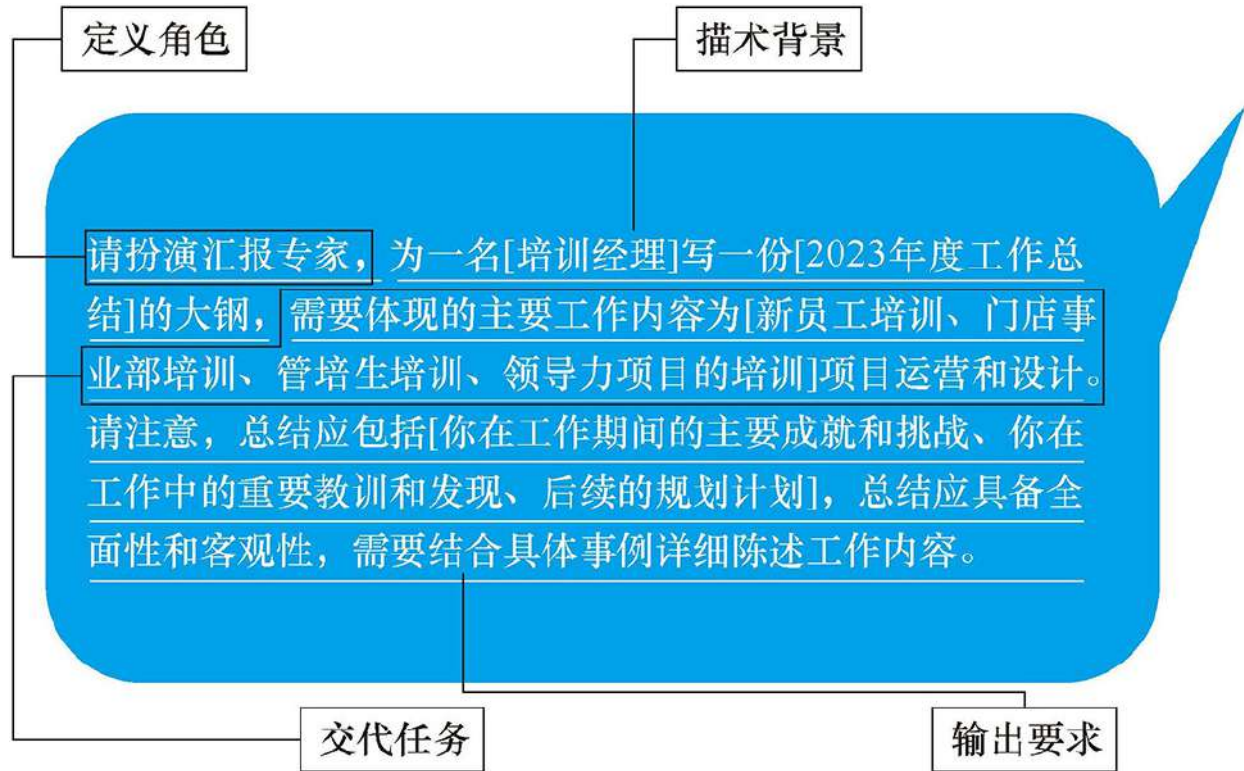 定义角色
描术背景
请扮演汇报专家，为一名[培训经理]写一份[2023年度工作总
结]的大钢，需要体现的主要工作内容为[新员工培训、门店事
业部培训、管培生培训、领导力项目的培训]项目运营和设计。
请注意，总结应包括[你在工作期间的主要成就和挑战、你在
工作中的重要教训和发现、后续的规划计划]，总结应具备全
面性和客观性，需要结合具体事例详细陈述工作内容。
交代任务
输出要求